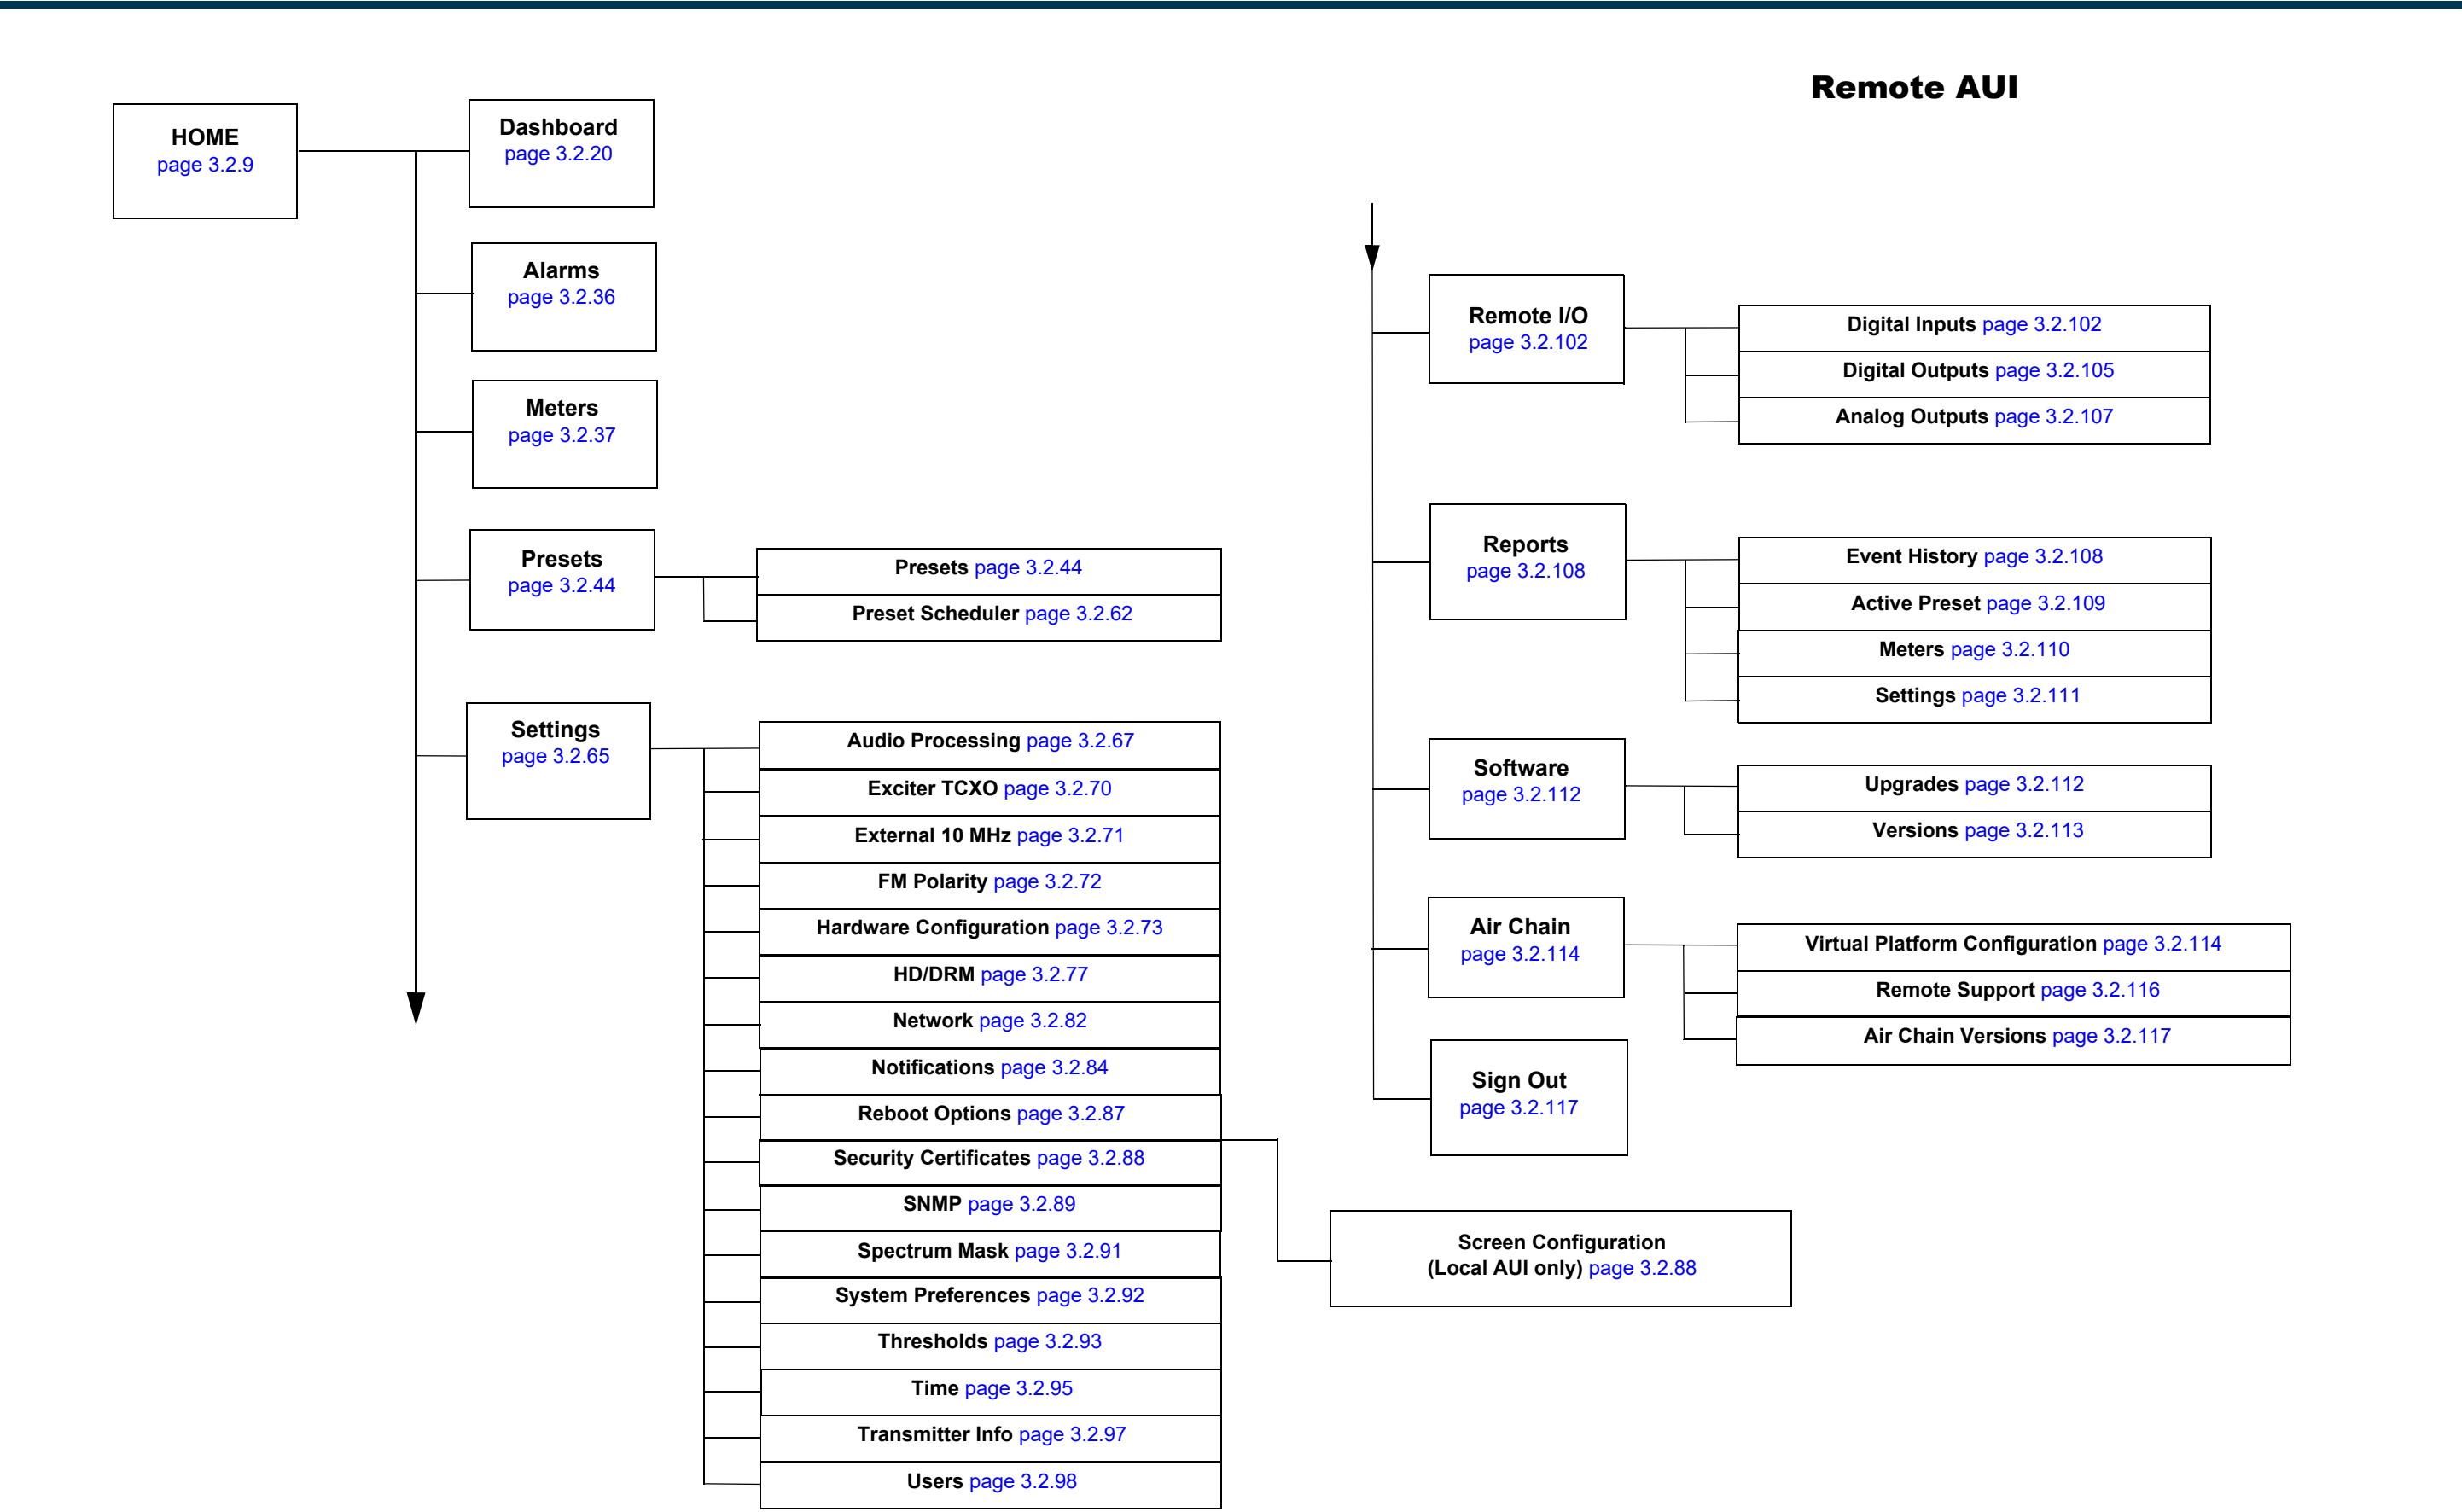 Remote AUI
HOME
page 3.2.9
Dashboard
page 3.2.20
Alarms
page 3.2.36
Meters
page 3.2.37
Presets
page 3.2.44
Presets page 3.2.44
Preset Scheduler page 3.2.62
Settings
page 3.2.65
Audio Processing page 3.2.67
Exciter TCXO page 3.2.70
External 10 MHz page 3.2.71
FM Polarity page 3.2.72
Hardware Configuration page 3.2.73
HD/DRM page 3.2.77
Network page 3.2.82
Notifications page 3.2.84
Reboot Options page 3.2.87
Security Certificates page 3.2.88
SNMP page 3.2.89
Spectrum Mask page 3.2.91
System Preferences page 3.2.92
Thresholds page 3.2.93
Time page 3.2.95
Transmitter Info page 3.2.97
Users page 3.2.98
Screen Configuration
(Local AUI only) page 3.2.88
Remote I/O
page 3.2.102
Digital Inputs page 3.2.102
Digital Outputs page 3.2.105
Analog Outputs page 3.2.107
Reports
page 3.2.108
Event History page 3.2.108
Active Preset page 3.2.109
Meters page 3.2.110
Settings page 3.2.111
Software
page 3.2.112
Upgrades page 3.2.112
Versions page 3.2.113
Air Chain
page 3.2.114
Virtual Platform Configuration page 3.2.114
Remote Support page 3.2.116
Air Chain Versions page 3.2.117
Sign Out
page 3.2.117